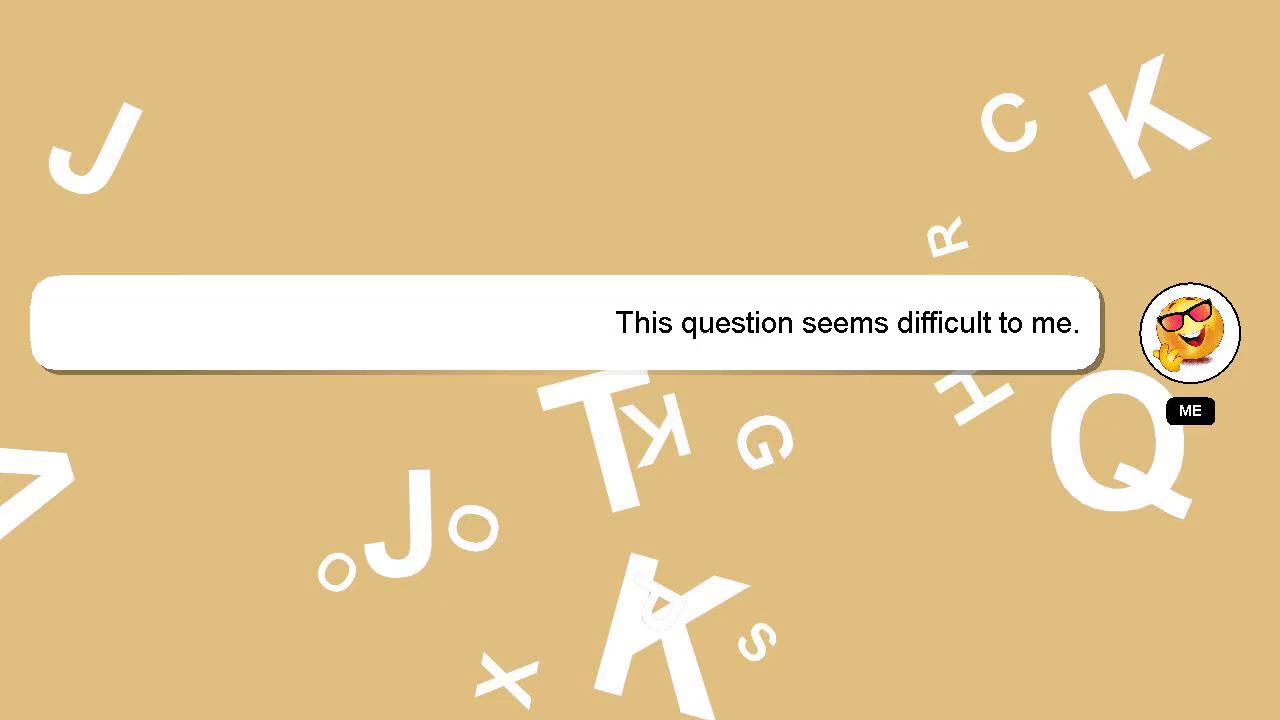 J
C
K
R
This question seems difficult to me.
ME
H
Q
T
K
G
J
O
O
K
S
X